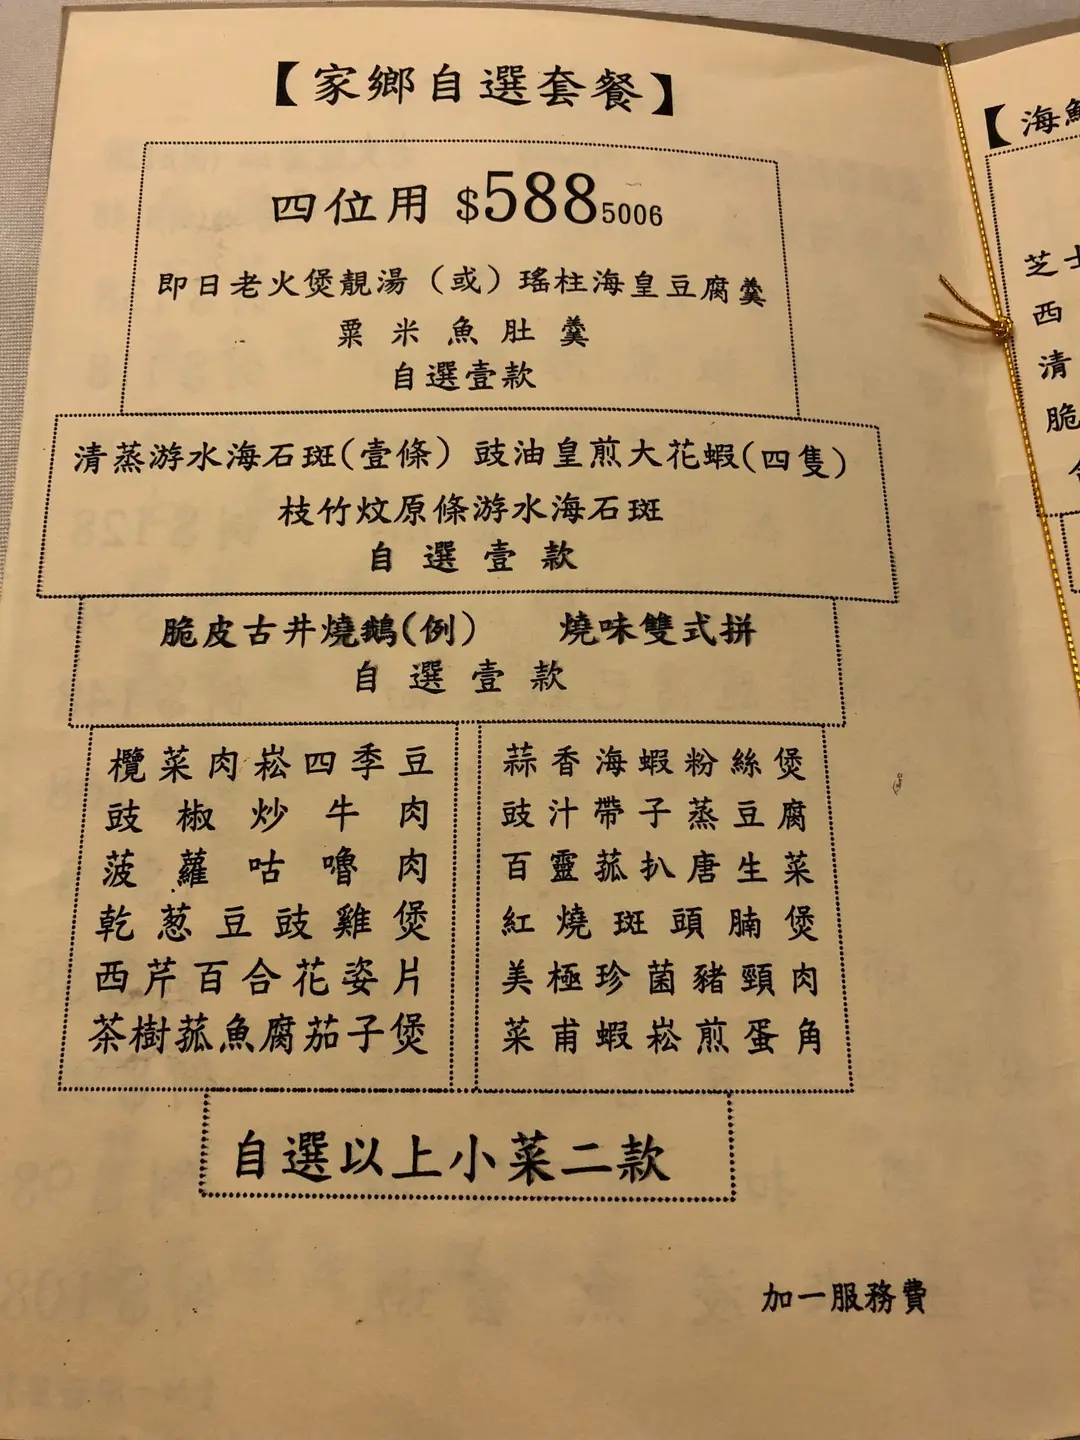 【家鄉自選套餐】
四位用 $588 5006
即日老火煲靚湯（或）瑤柱海皇豆腐羹
粟米魚肚羹
自選壹款
清蒸游水海石斑(壹條) 豉油皇煎大花蝦(四隻)
枝竹炆原條游水海石斑
自選壹款
脆皮古井燒鵝(例) 燒味雙式拼
自選壹款
欖菜肉崧四季豆
豉椒炒牛肉
菠蘿咕嚕肉
乾葱豆豉雞煲
西芹百合花姿片
茶樹菰魚腐茄子煲
蒜香海蝦粉絲煲
豉汁帶子蒸豆腐
百靈菰扒唐生菜
紅燒斑頭腩煲
美極珍菌豬頸肉
菜甫蝦崧煎蛋角
自選以上小菜二款
加一服務費
【海
芝士
西
清
脆